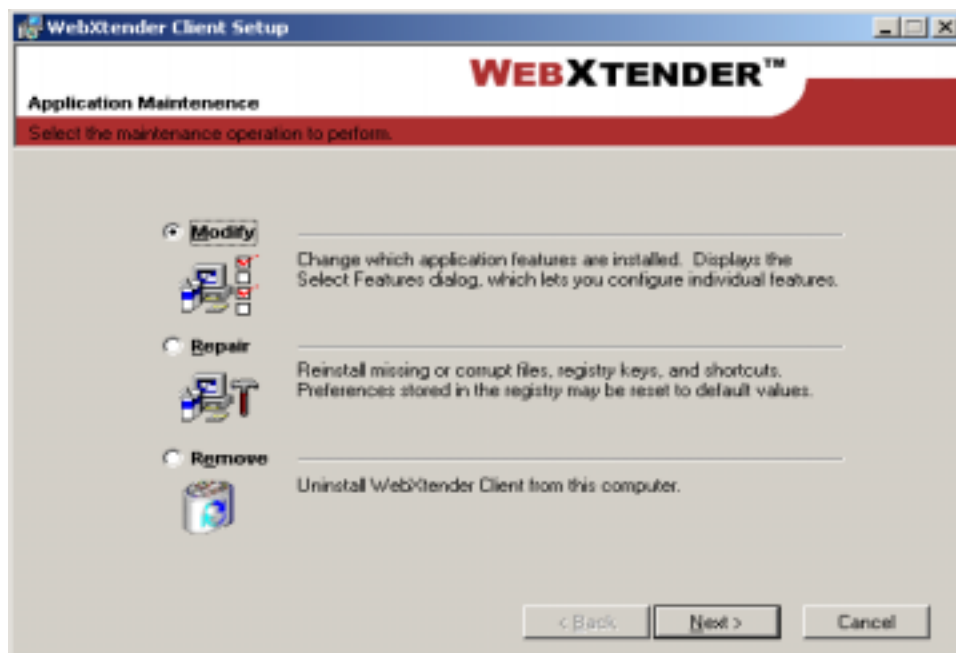 WebXtender Client Setup
WEBXTENDER™
Application Maintenence
Select the maintenance operation to perform.
Modify
Change which application features are installed. Displays the
Select Features dialog, which lets you configure individual features.
Repair
Reinstall missing or corrupt files, registry keys, and shortcuts.
Preferences stored in the registry may be reset to default values.
Remove
Uninstall WebXtender Client from this computer.
< Back
Next >
Cancel